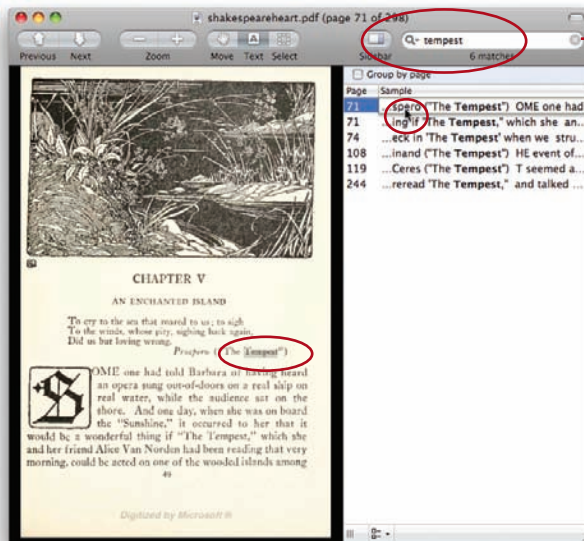 shakespeareheart.pdf (page 71 of 298)
Previous Next Zoom Move Text Select Sidebar
tempest
6 matches
CHAPTER V
AN ENCHANTED ISLAND
To cry to the sea that roared to us; to sigh
To the winds, whose pity, sighing back again,
Did us but loving wrong.
Prospero ("The Tempest")
SOME one had told Barbara of having heard
an opera sung out-of-doors on a real ship on
real water, while the audience sat on the
shore. And one day, when she was on board
the "Sunshine," it occurred to her that it
would be a wonderful thing if "The Tempest," which she
and her friend Alice Van Norden had been reading that very
morning, could be acted on one of the wooded islands among
49
Digitized by Microsoft ®
Group by page
Page Sample
71 ...spero ("The Tempest") OME one had
71 ...ing if "The Tempest," which she an...
74 ...eck in 'The Tempest' when we stru...
108 ...inand ("The Tempest") HE event of...
119 ...Ceres ("The Tempest") T seemed a...
244 ...reread 'The Tempest," and talked ...